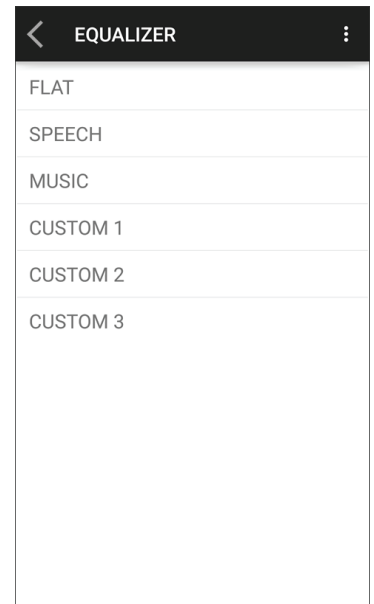 EQUALIZER
FLAT
SPEECH
MUSIC
CUSTOM 1
CUSTOM 2
CUSTOM 3